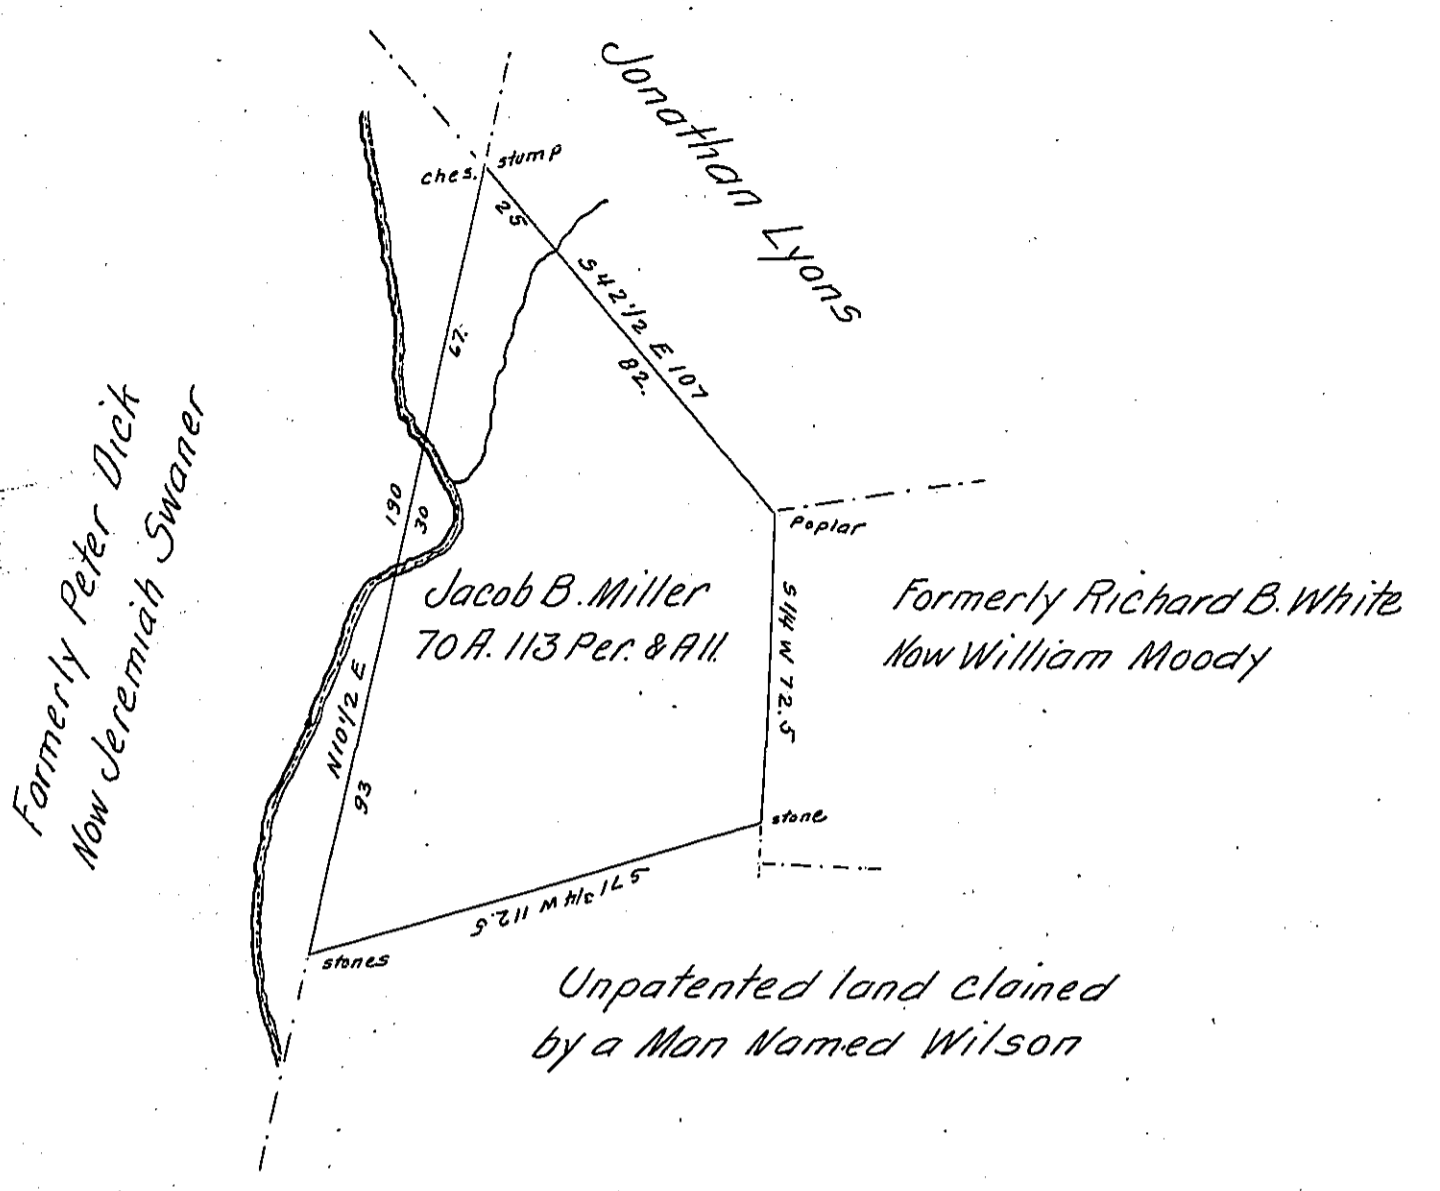 Jonathan Lyons
ches.
stump
25
S 42 1/2 E 107
82.
67.
190
30
Poplar
Formerly Peter Dick
Now Jeremiah Swaner
Jacob B. Miller
70 A. 113 Per. & All.
S 1/4 W 72.5
Formerly Richard B. White
Now William Moody
N 10 1/2 E
93
stone
S 71 3/4 W 112.5
stones
Unpatented land clained
by a Man Named Wilson